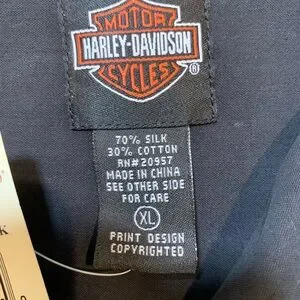 MOTOR
HARLEY-DAVIDSON
CYCLES
®
70% SILK
30% COTTON
RN#20957
MADE IN CHINA
SEE OTHER SIDE
FOR CARE
XL
PRINT DESIGN
COPYRIGHTED